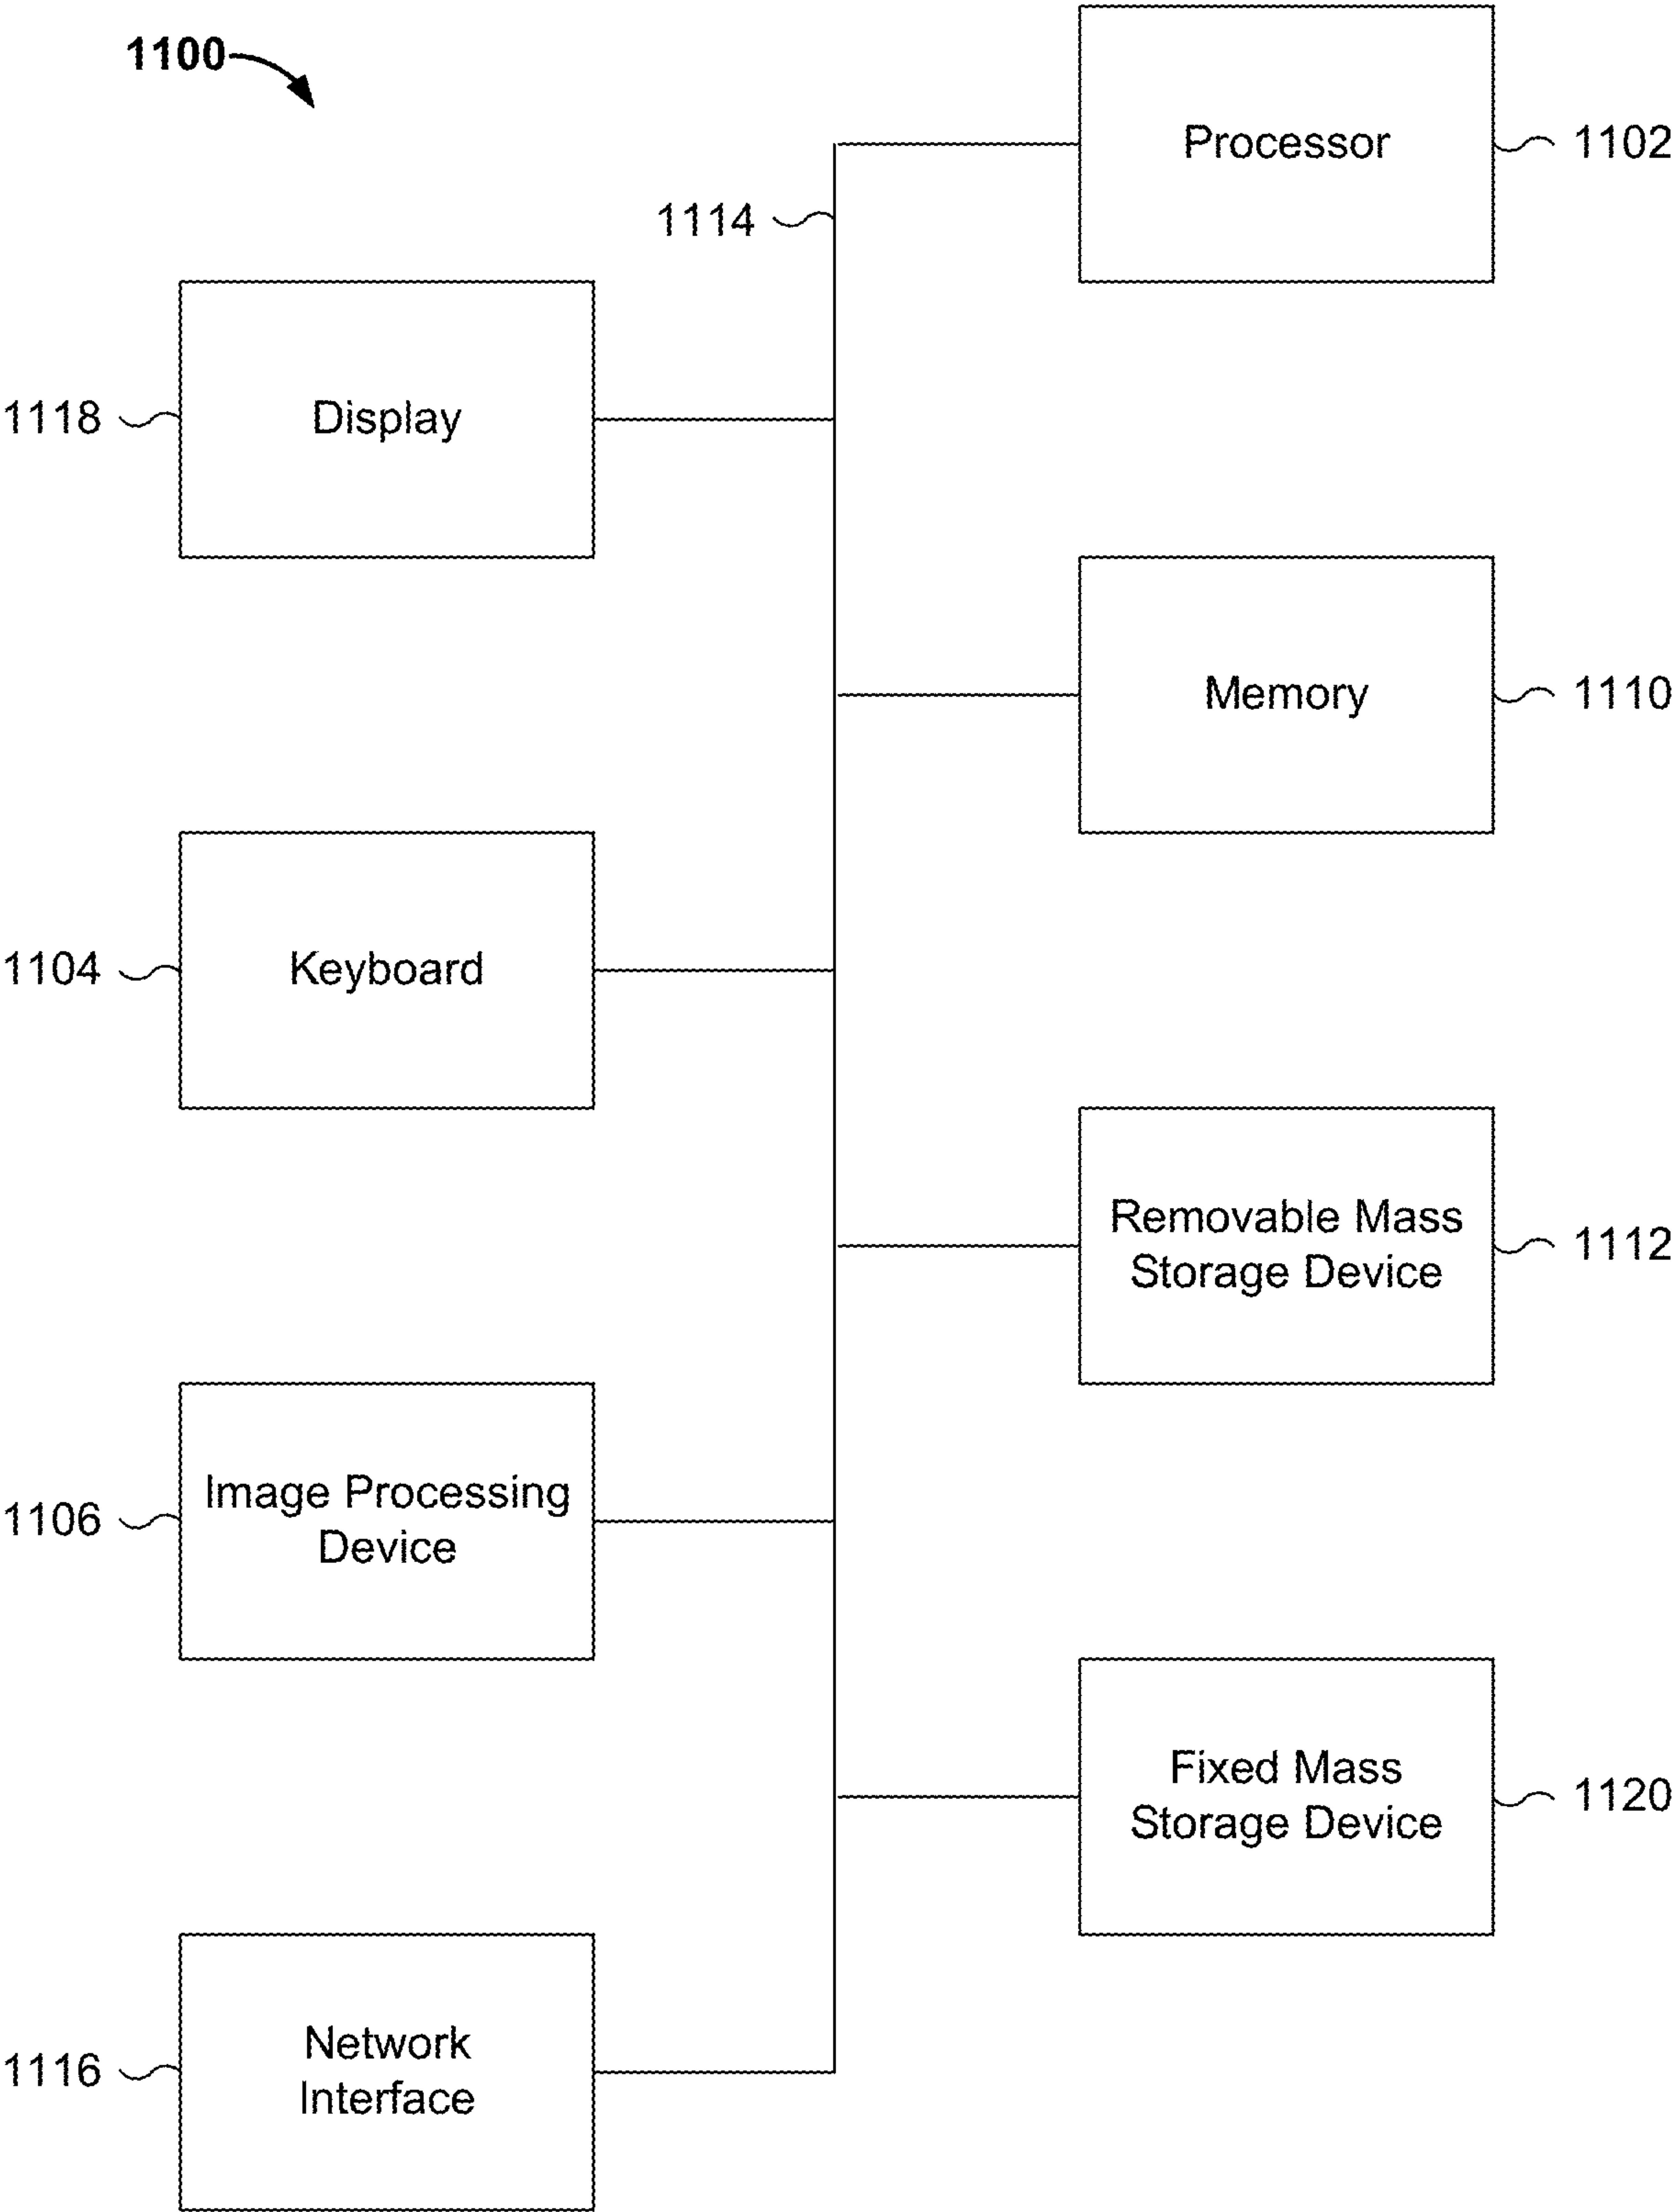 1100
Processor
1102
1114
Display
1118
Memory
1110
Keyboard
1104
Removable Mass
Storage Device
1112
Image Processing
Device
1106
Fixed Mass
Storage Device
1120
Network
Interface
1116